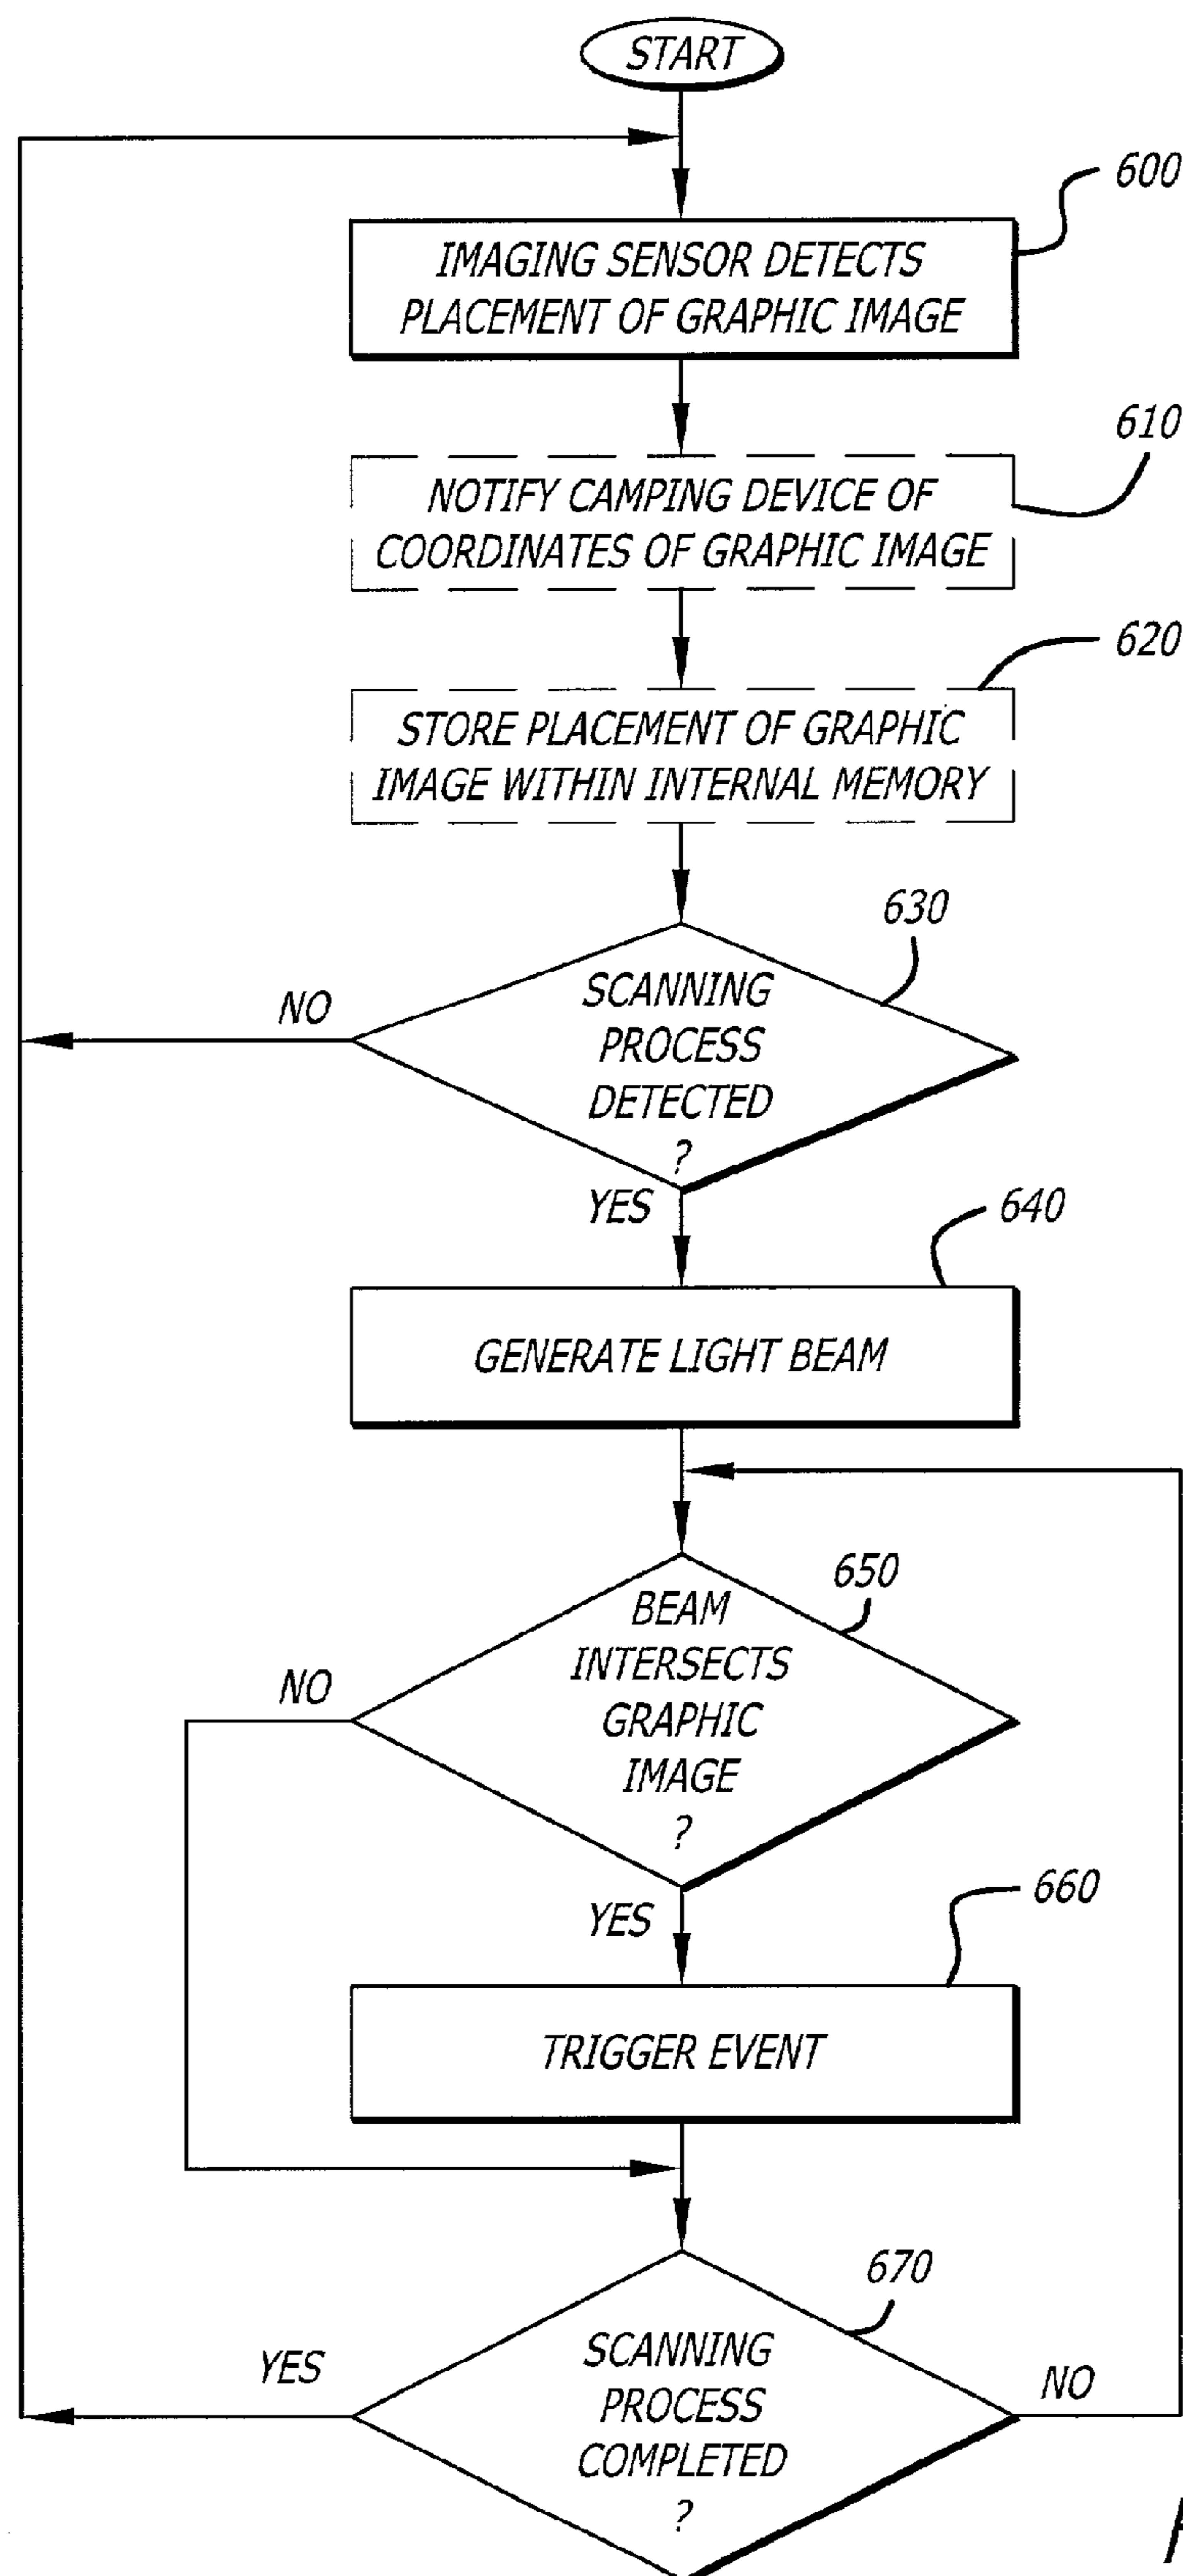 START
600
IMAGING SENSOR DETECTS
PLACEMENT OF GRAPHIC IMAGE
610
NOTIFY CAMPING DEVICE OF
COORDINATES OF GRAPHIC IMAGE
620
STORE PLACEMENT OF GRAPHIC
IMAGE WITHIN INTERNAL MEMORY
630
SCANNING
PROCESS
DETECTED
?
NO
YES
640
GENERATE LIGHT BEAM
650
BEAM
INTERSECTS
GRAPHIC
IMAGE
?
NO
YES
660
TRIGGER EVENT
670
SCANNING
PROCESS
COMPLETED
?
YES
NO